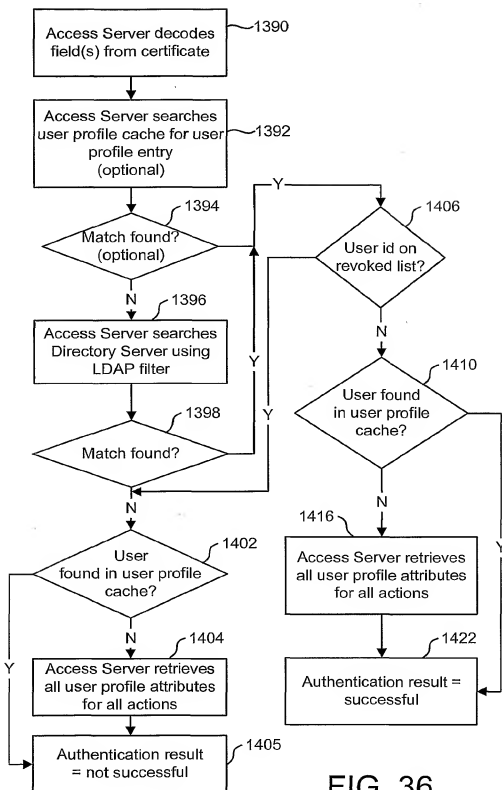 1390
Access Server decodes
field(s) from certificate
Access Server searches
user profile cache for user
profile entry
(optional)
1392
Y
1394
Match found?
(optional)
1406
User id on
revoked list?
N
1396
Access Server searches
Directory Server using
LDAP filter
Y
Y
N
1410
User found
in user profile
cache?
1398
Match found?
N
N
1416
1402
User
found in user profile
cache?
Access Server retrieves
all user profile attributes
for all actions
Y
N
1404
1422
Y
Access Server retrieves
all user profile attributes
for all actions
Authentication result =
successful
1405
Authentication result
= not successful
FIG. 36